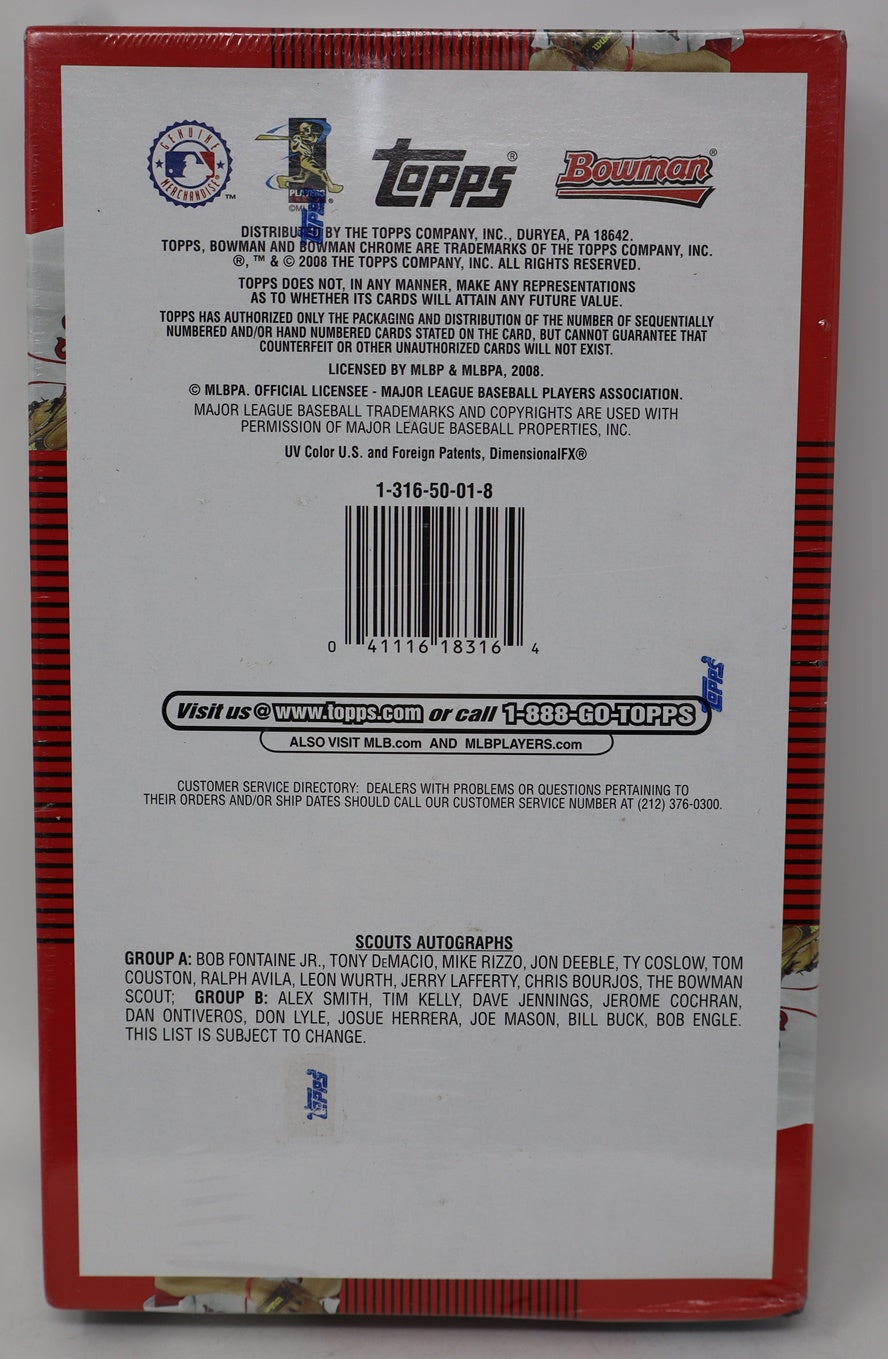 GENUINE MERCHANDISE™
PLAYERS
topps® Bowman®
DISTRIBUTED BY THE TOPPS COMPANY, INC., DURYEA, PA 18642.
TOPPS, BOWMAN AND BOWMAN CHROME ARE TRADEMARKS OF THE TOPPS COMPANY, INC.
®, ™ & © 2008 THE TOPPS COMPANY, INC. ALL RIGHTS RESERVED.
TOPPS DOES NOT, IN ANY MANNER, MAKE ANY REPRESENTATIONS
AS TO WHETHER ITS CARDS WILL ATTAIN ANY FUTURE VALUE.
TOPPS HAS AUTHORIZED ONLY THE PACKAGING AND DISTRIBUTION OF THE NUMBER OF SEQUENTIALLY
NUMBERED AND/OR HAND NUMBERED CARDS STATED ON THE CARD, BUT CANNOT GUARANTEE THAT
COUNTERFEIT OR OTHER UNAUTHORIZED CARDS WILL NOT EXIST.
LICENSED BY MLBP & MLBPA, 2008.
© MLBPA. OFFICIAL LICENSEE - MAJOR LEAGUE BASEBALL PLAYERS ASSOCIATION.
MAJOR LEAGUE BASEBALL TRADEMARKS AND COPYRIGHTS ARE USED WITH
PERMISSION OF MAJOR LEAGUE BASEBALL PROPERTIES, INC.
UV Color U.S. and Foreign Patents, DimensionalFX®
1-316-50-01-8
0 41116 18316 4
topps
Visit us @ www.topps.com or call 1-888-GO-TOPPS
ALSO VISIT MLB.com AND MLBPLAYERS.com
CUSTOMER SERVICE DIRECTORY: DEALERS WITH PROBLEMS OR QUESTIONS PERTAINING TO
THEIR ORDERS AND/OR SHIP DATES SHOULD CALL OUR CUSTOMER SERVICE NUMBER AT (212) 376-0300.
SCOUTS AUTOGRAPHS
GROUP A: BOB FONTAINE JR., TONY DeMACIO, MIKE RIZZO, JON DEEBLE, TY COSLOW, TOM
COUSTON, RALPH AVILA, LEON WURTH, JERRY LAFFERTY, CHRIS BOURJOS, THE BOWMAN
SCOUT; GROUP B: ALEX SMITH, TIM KELLY, DAVE JENNINGS, JEROME COCHRAN,
DAN ONTIVEROS, DON LYLE, JOSUE HERRERA, JOE MASON, BILL BUCK, BOB ENGLE.
THIS LIST IS SUBJECT TO CHANGE.
topps